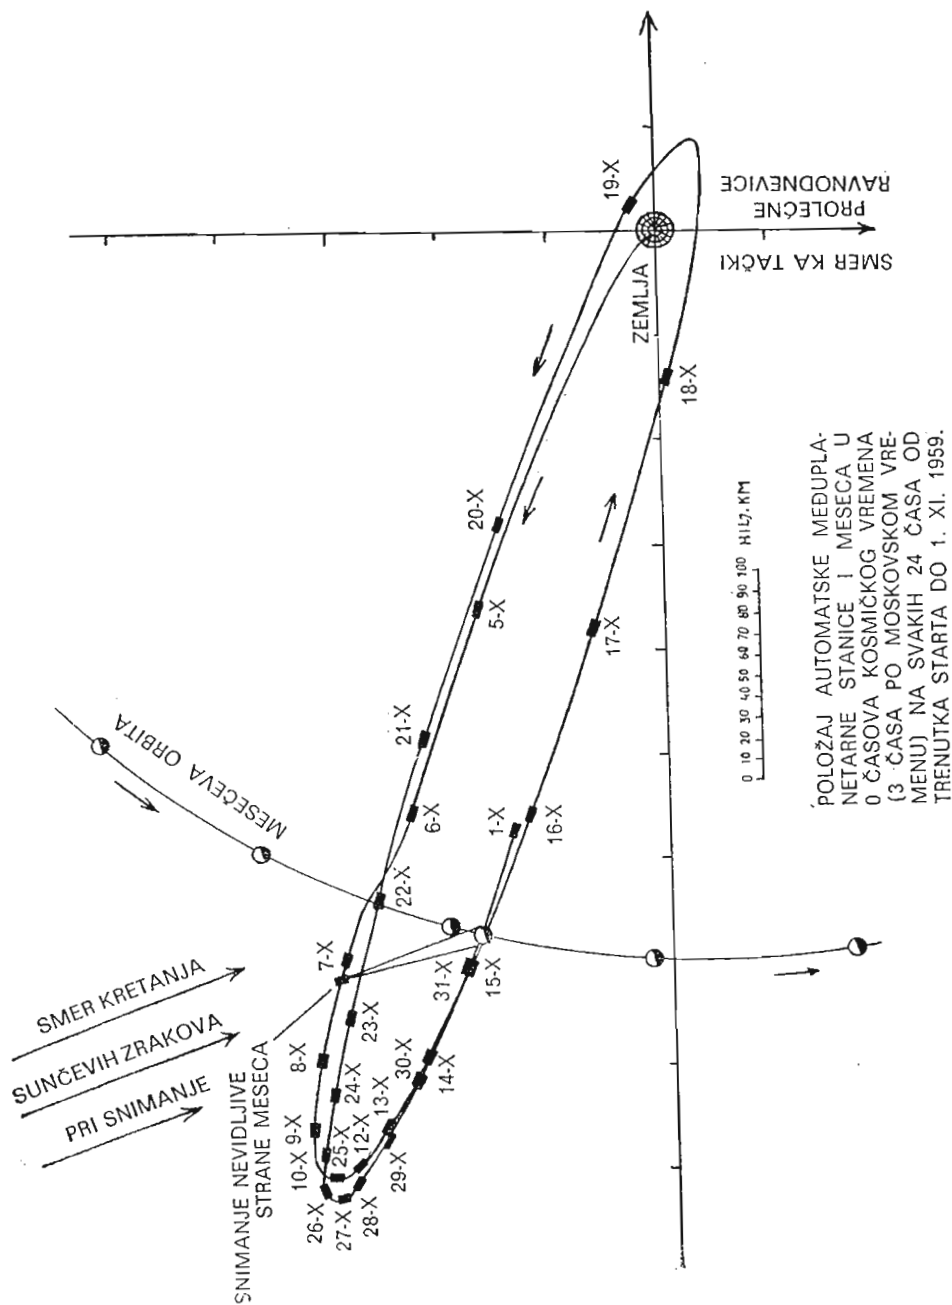 SMER KRETANJA
SUNČEVIH ZRAKOVA
PRI SNIMANJE
SNIMANJE NEVIDLJIVE
STRANE MESECA
MESEČEVA ORBITA
ZEMLJA
SMER KA TAČKI
PROLEĆNE
RAVNODNEVICE
19-X
20-X
5-X
21-X
6-X
22-X
7-X
23-X
8-X
24-X
9-X
25-X
10-X
26-X
27-X
28-X
12-X
29-X
13-X
30-X
14-X
31-X
15-X
1-X
16-X
17-X
18-X
0 10 20 30 40 50 60 70 80 90 100 HILJ. KM
POLOŽAJ AUTOMATSKE MEĐUPLA-
NETARNE STANICE I MESECA U
0 ČASOVA KOSMIČKOG VREMENA
(3 ČASA PO MOSKOVSKOM VRE-
MENU) NA SVAKIH 24 ČASA OD
TRENUTKA STARTA DO 1. XI. 1959.